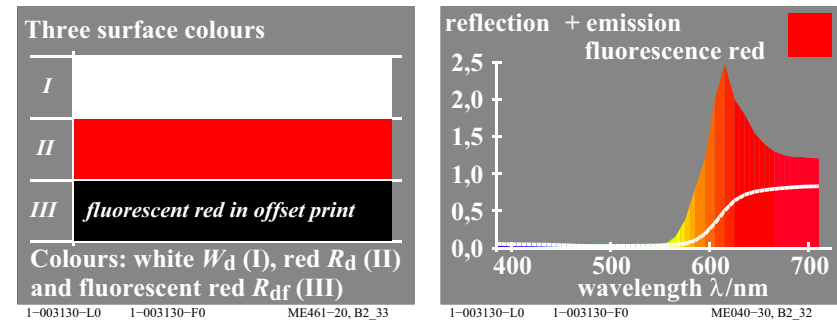 Three surface colours
I
II
III fluorescent red in offset print
Colours: white Wd (I), red Rd (II)
and fluorescent red Rdf (III)
1-003130-L0 1-003130-F0 ME461-20, B2_33
reflection + emission
fluorescence red
2,5
2,0
1,5
1,0
0,5
0,0
400 500 600 700
wavelength λ/nm
1-003130-L0 1-003130-F0 ME040-30, B2_32